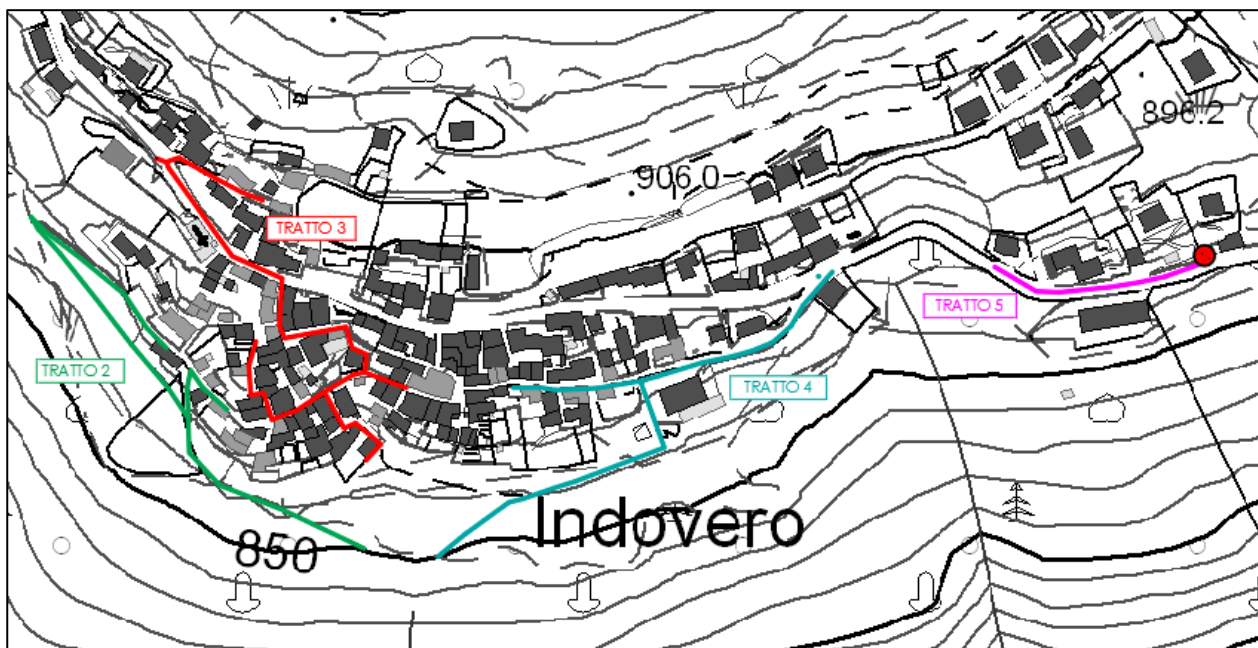 896.2
906.0
TRATTO 3
TRATTO 5
TRATTO 2
TRATTO 4
Indovero
850